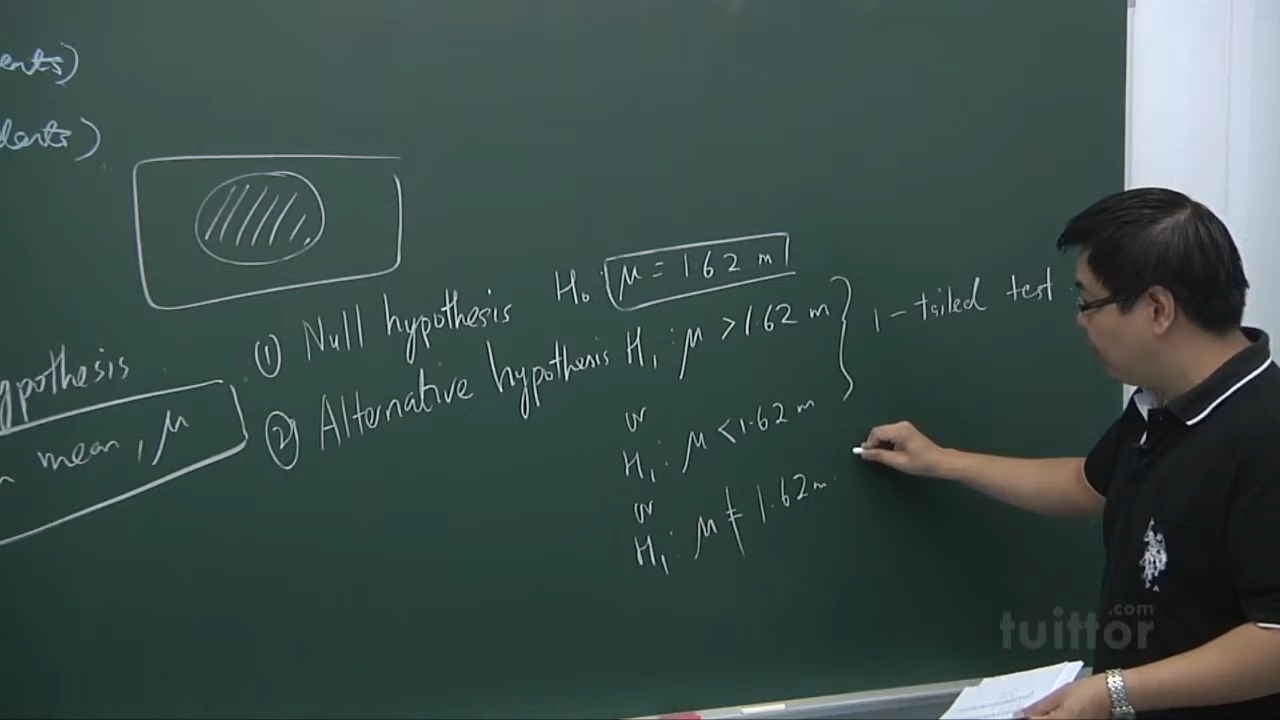 ents)
dents)
① Null hypothesis H₀: μ = 1.62 m
② Alternative hypothesis H₁: μ > 1.62 m
1-tailed test
or
H₁: μ < 1.62 m
or
H₁: μ ≠ 1.62 m.
ypothesis
n mean, μ
tuittor.com